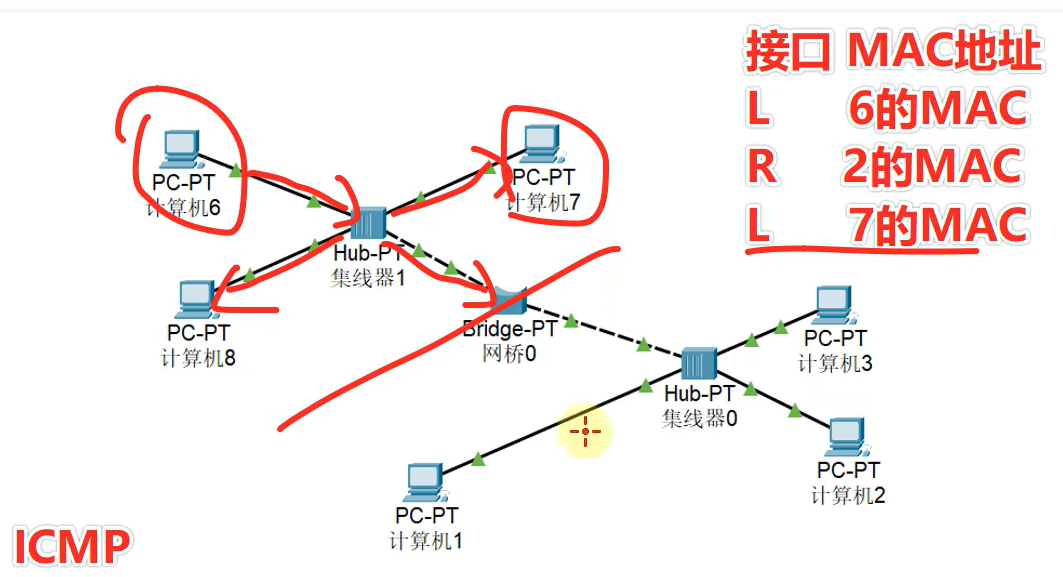 接口 MAC地址
L 6的MAC
R 2的MAC
L 7的MAC
PC-PT
计算机6
PC-PT
计算机7
Hub-PT
集线器1
PC-PT
计算机8
Bridge-PT
网桥0
PC-PT
计算机3
Hub-PT
集线器0
PC-PT
计算机2
PC-PT
计算机1
ICMP